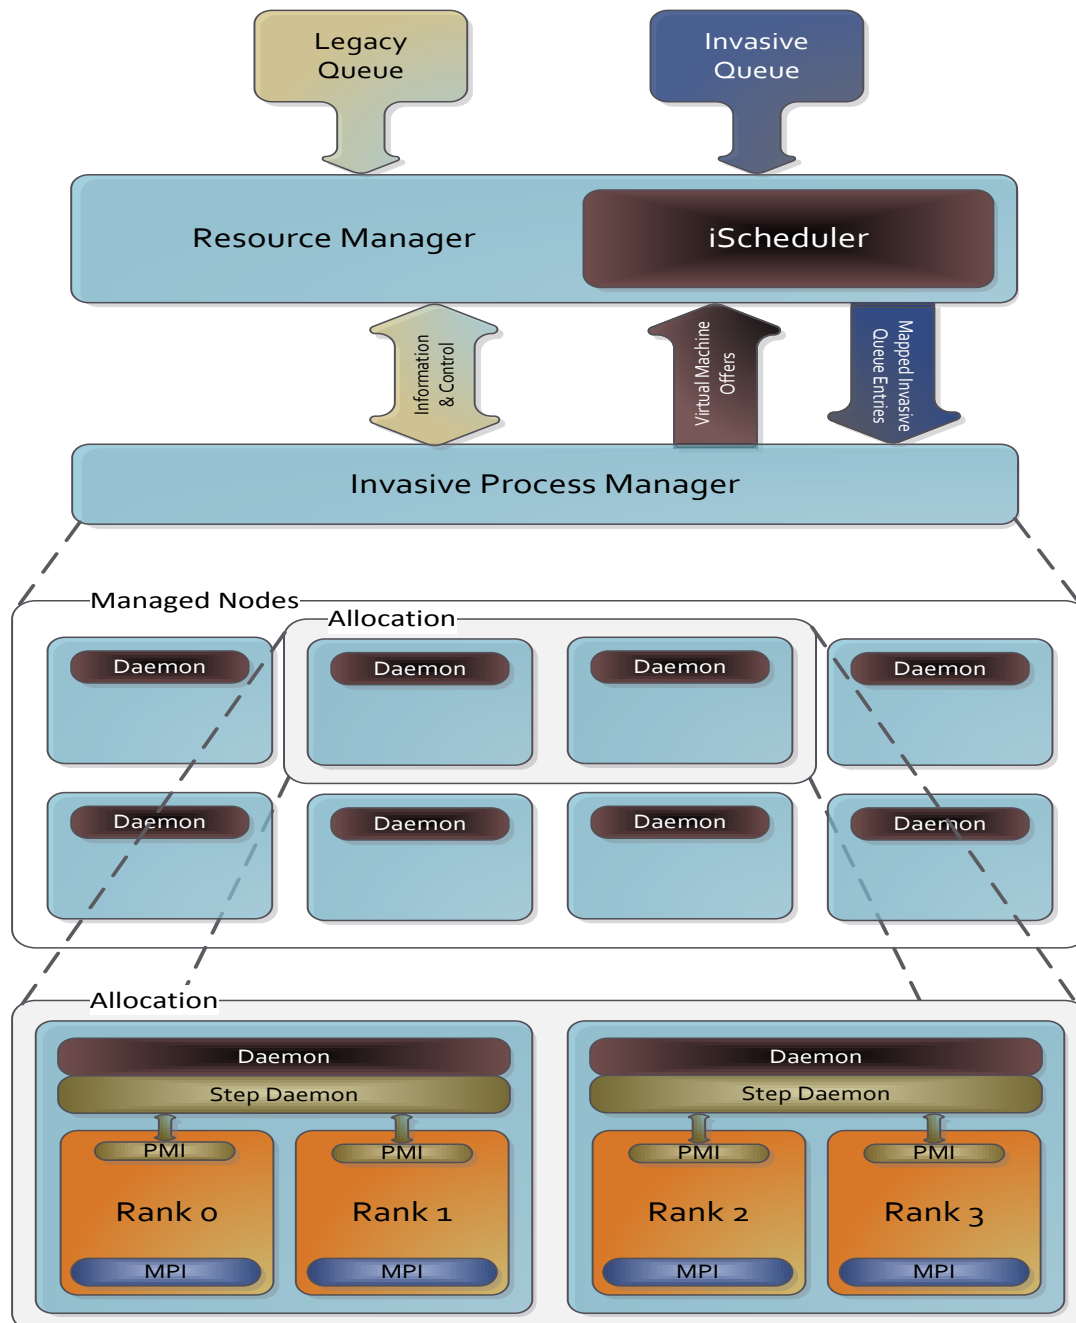 Legacy
Queue
Invasive
Queue
Resource Manager
iScheduler
Information
& Control
Virtual Machine
Offers
Mapped Invasive
Queue Entries
Invasive Process Manager
Managed Nodes
Allocation
Daemon
Daemon
Daemon
Daemon
Daemon
Daemon
Daemon
Daemon
Allocation
Daemon
Step Daemon
PMI
PMI
Rank 0
Rank 1
MPI
MPI
Daemon
Step Daemon
PMI
PMI
Rank 2
Rank 3
MPI
MPI